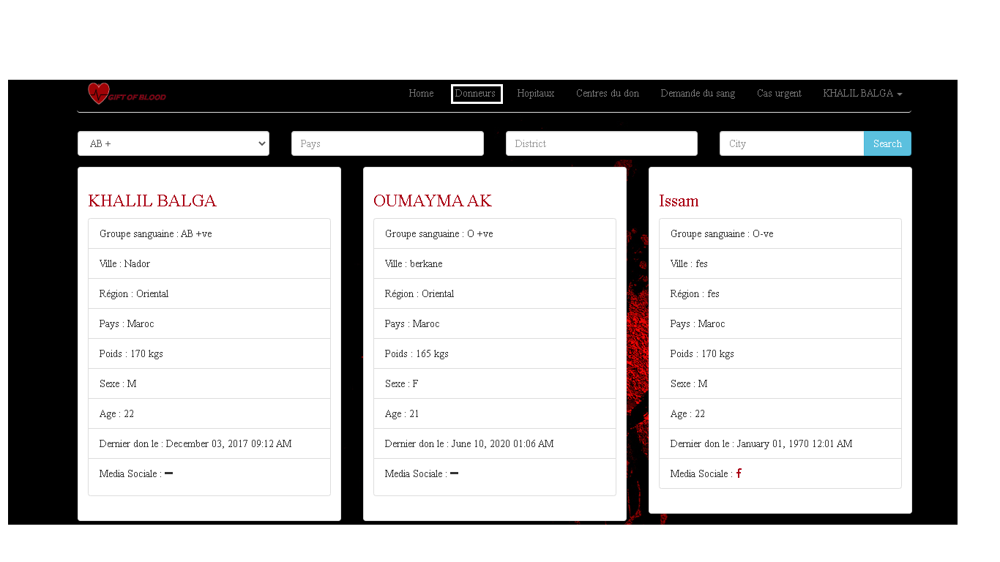 GIFT OF BLOOD
Home Donneurs Hopitaux Centres du don Demande du sang Cas urgent KHALIL BALGA
AB + Pays District City Search
KHALIL BALGA
Groupe sanguaine : AB +ve
Ville : Nador
Région : Oriental
Pays : Maroc
Poids : 170 kgs
Sexe : M
Age : 22
Dernier don le : December 03, 2017 09:12 AM
Media Sociale :
OUMAYMA AK
Groupe sanguaine : O +ve
Ville : berkane
Région : Oriental
Pays : Maroc
Poids : 165 kgs
Sexe : F
Age : 21
Dernier don le : June 10, 2020 01:06 AM
Media Sociale :
Issam
Groupe sanguaine : O-ve
Ville : fes
Région : fes
Pays : Maroc
Poids : 170 kgs
Sexe : M
Age : 22
Dernier don le : January 01, 1970 12:01 AM
Media Sociale : f